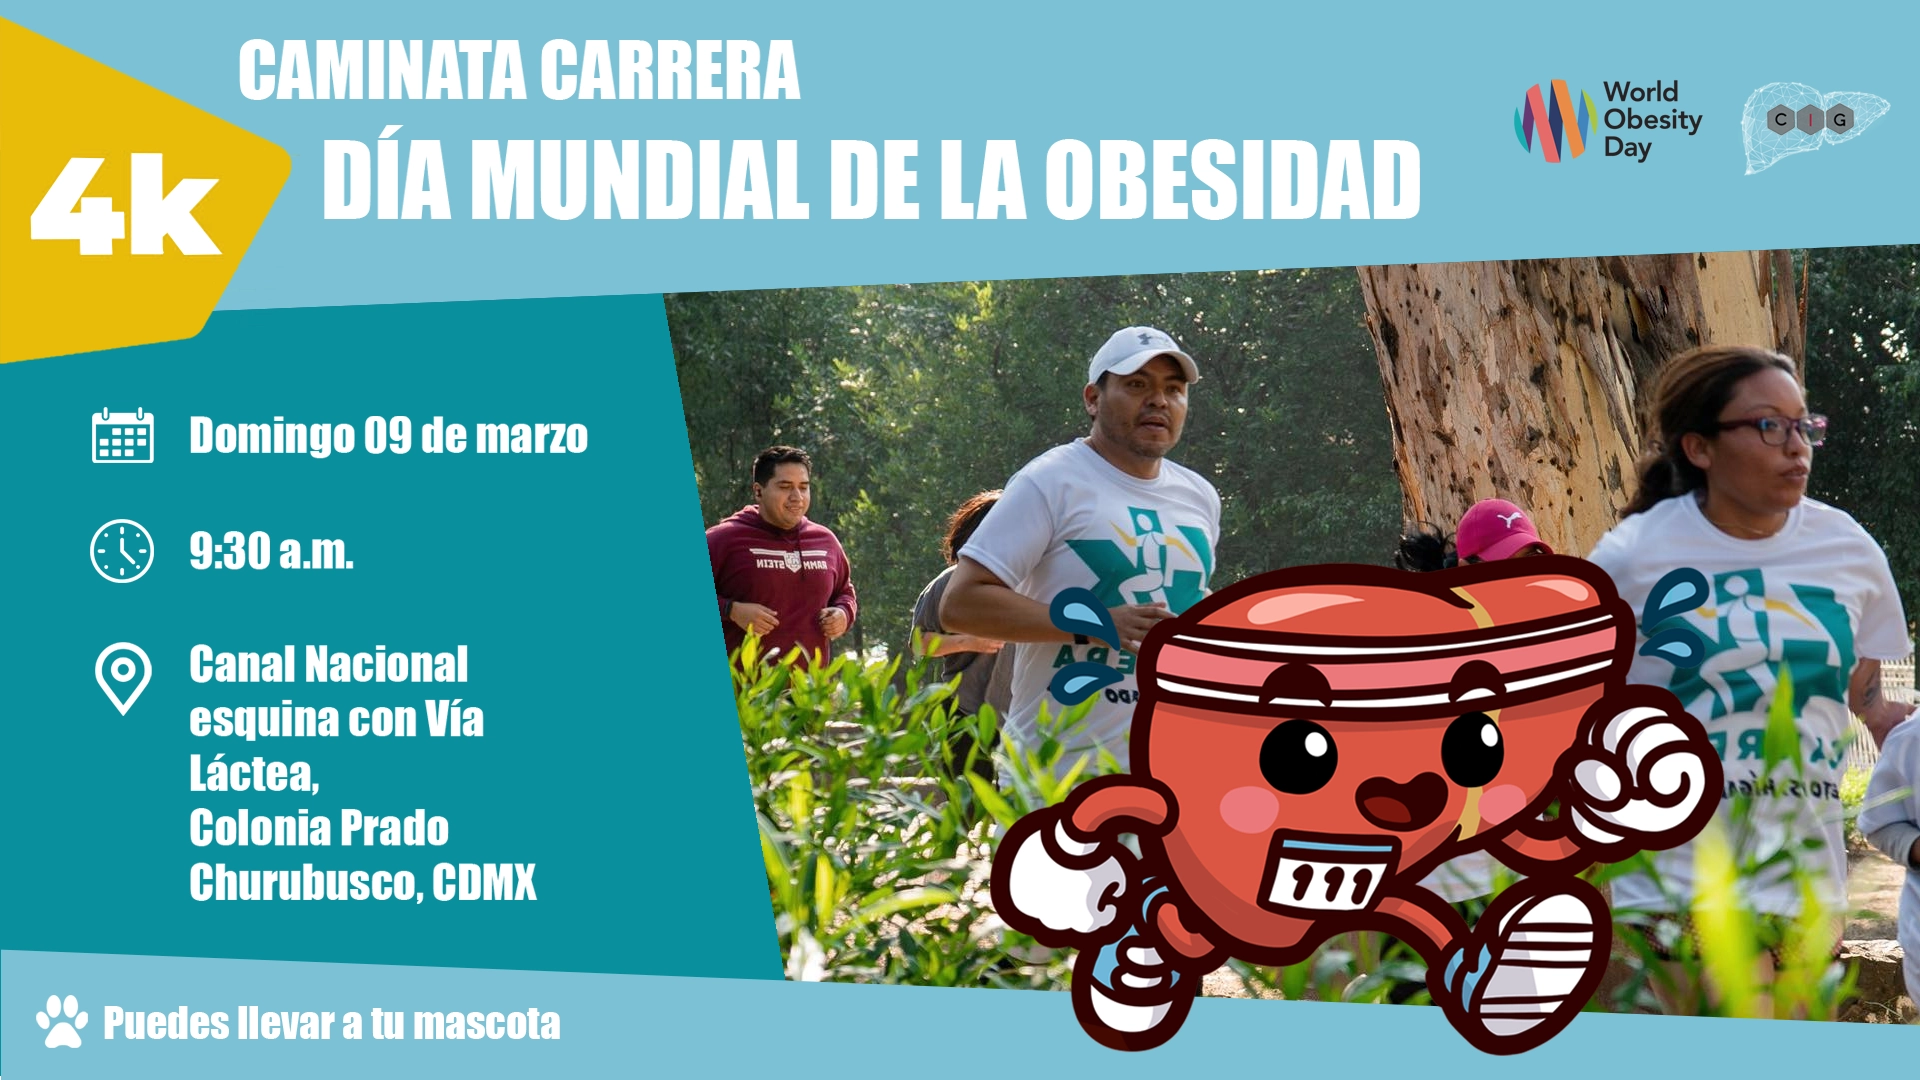 4k
CAMINATA CARRERA
DÍA MUNDIAL DE LA OBESIDAD
World
Obesity
Day
C I G
Domingo 09 de marzo
9:30 a.m.
Canal Nacional
esquina con Vía
Láctea,
Colonia Prado
Churubusco, CDMX
111
Puedes llevar a tu mascota